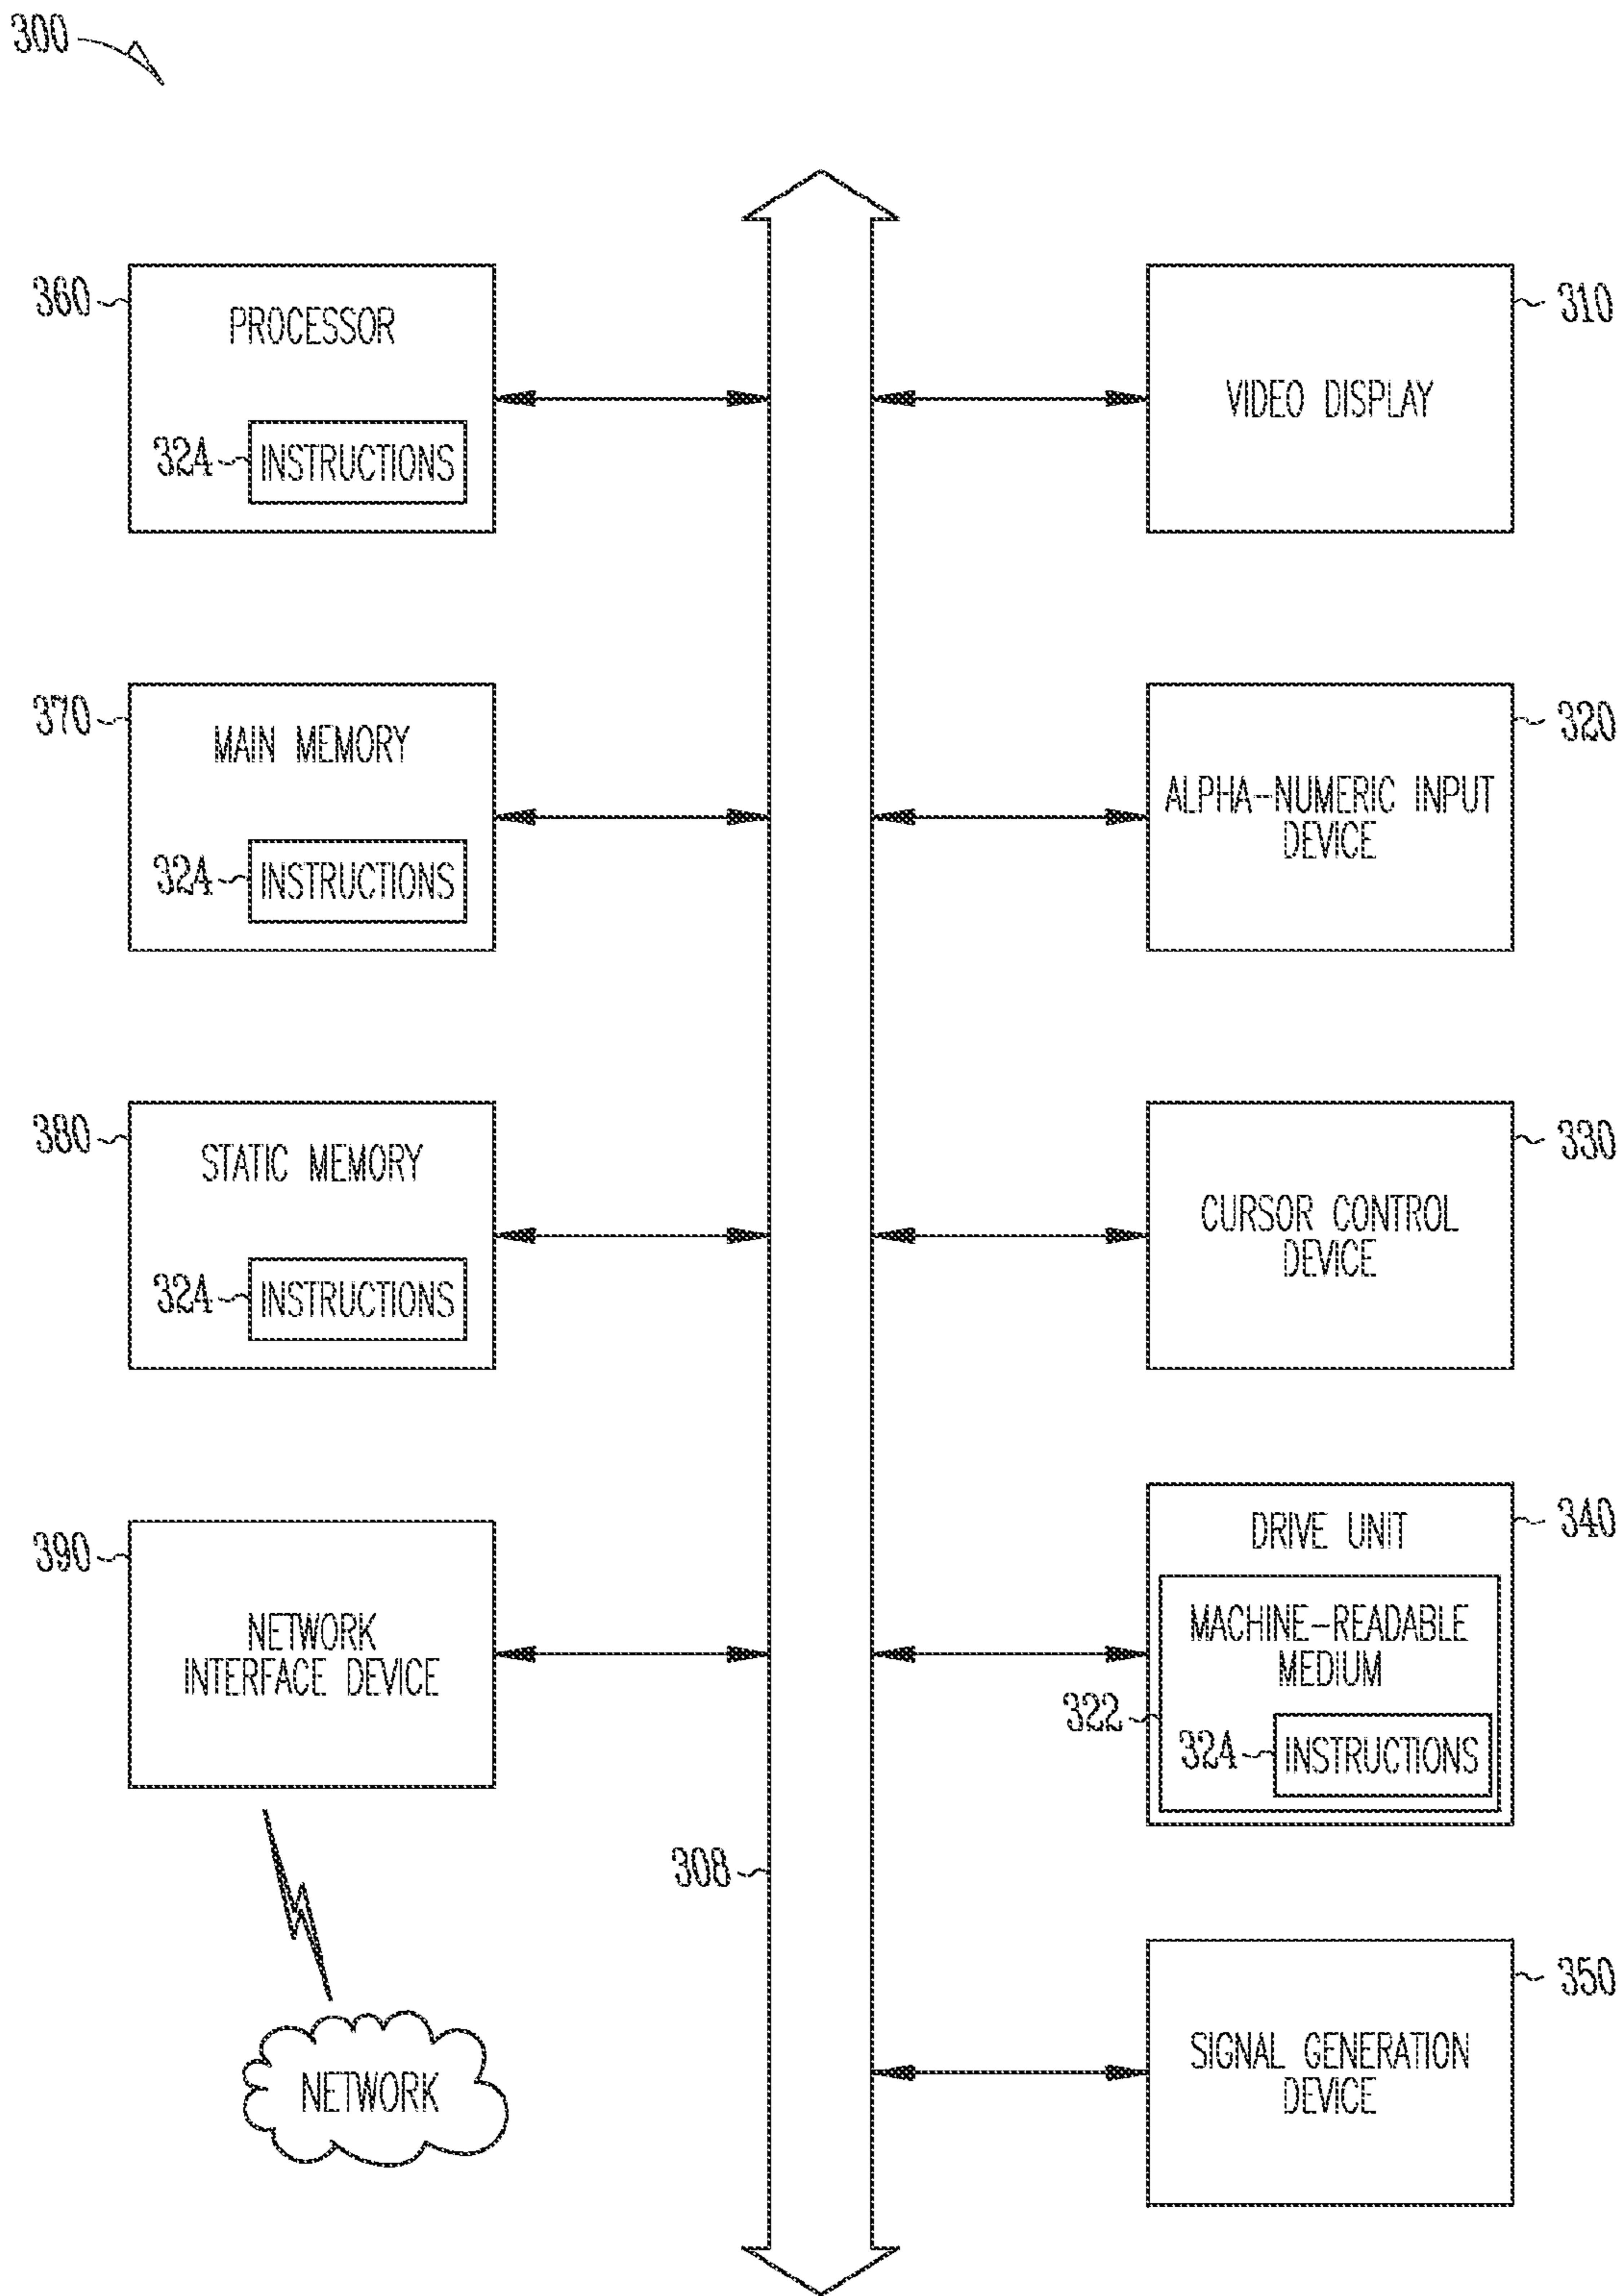 300
360
PROCESSOR
324
INSTRUCTIONS
310
VIDEO DISPLAY
370
MAIN MEMORY
324
INSTRUCTIONS
320
ALPHA-NUMERIC INPUT
DEVICE
380
STATIC MEMORY
324
INSTRUCTIONS
330
CURSOR CONTROL
DEVICE
390
NETWORK
INTERFACE DEVICE
340
DRIVE UNIT
MACHINE-READABLE
MEDIUM
322
324
INSTRUCTIONS
308
NETWORK
350
SIGNAL GENERATION
DEVICE